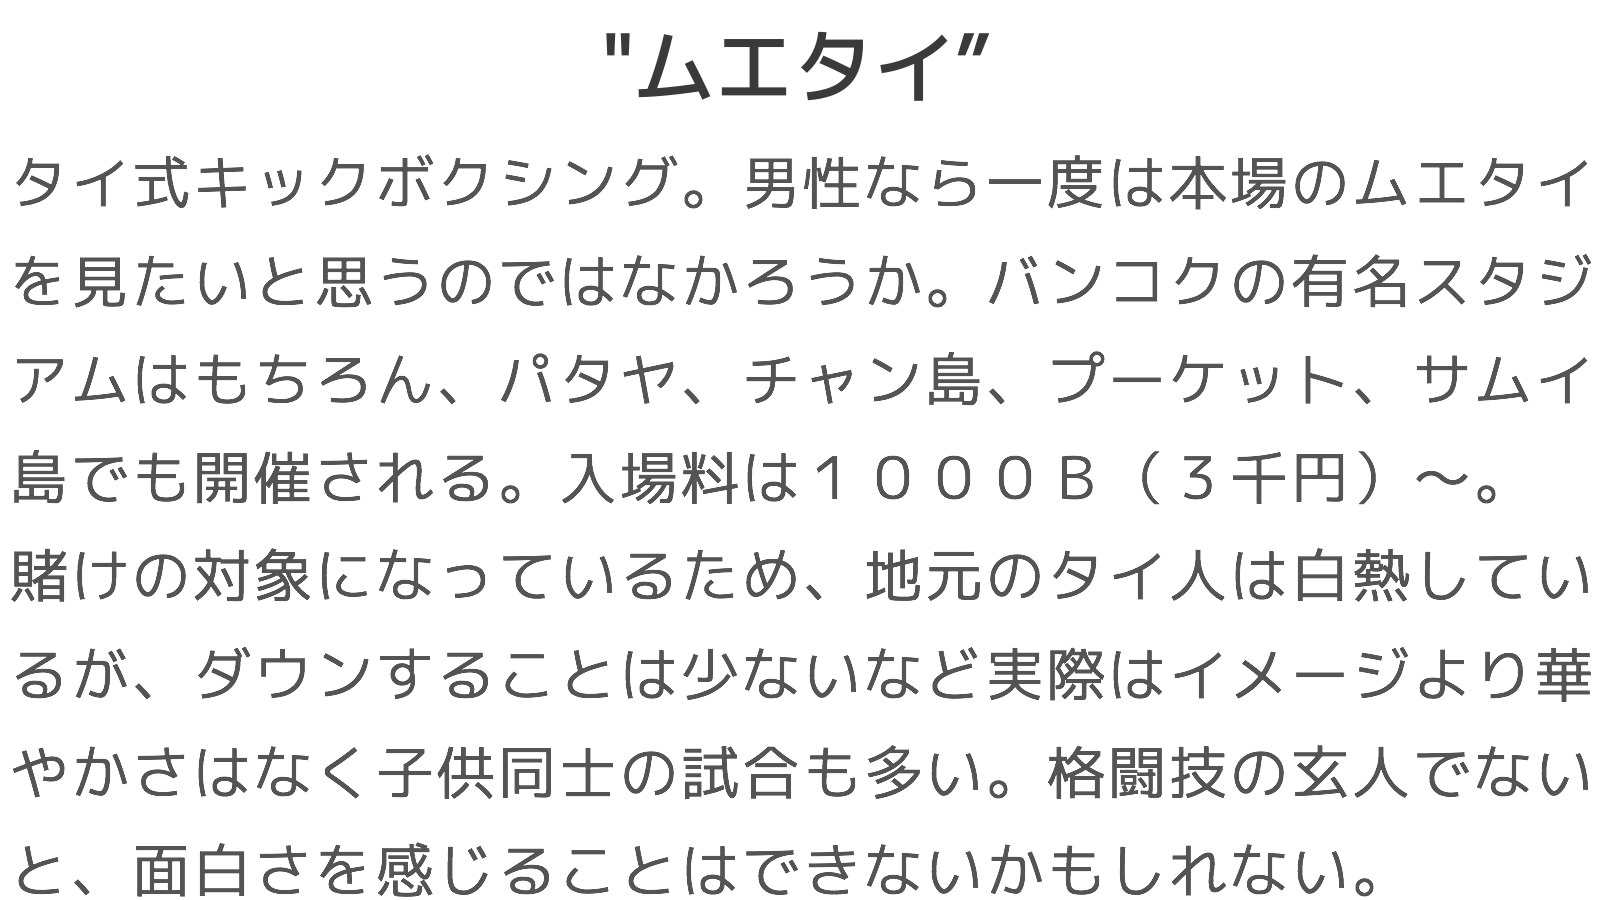 "ムエタイ”
タイ式キックボクシング。男性なら一度は本場のムエタイ
を見たいと思うのではなかろうか。バンコクの有名スタジ
アムはもちろん、パタヤ、チャン島、プーケット、サムイ
島でも開催される。入場料は１０００Ｂ（３千円）～。
賭けの対象になっているため、地元のタイ人は白熱してい
るが、ダウンすることは少ないなど実際はイメージより華
やかさはなく子供同士の試合も多い。格闘技の玄人でない
と、面白さを感じることはできないかもしれない。